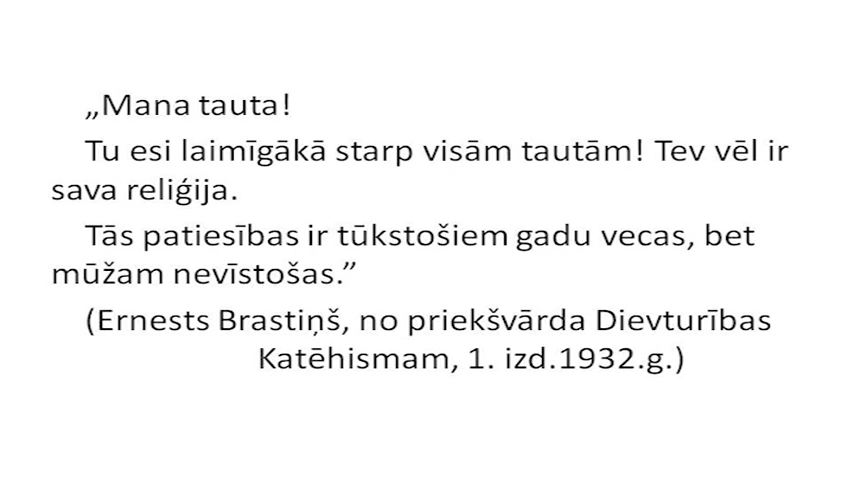 „Mana tauta!
Tu esi laimīgākā starp visām tautām! Tev vēl ir
sava reliģija.
Tās patiesības ir tūkstošiem gadu vecas, bet
mūžam nevīstošas.”
(Ernests Brastiņš, no priekšvārda Dievturības
Katēhismam, 1. izd.1932.g.)